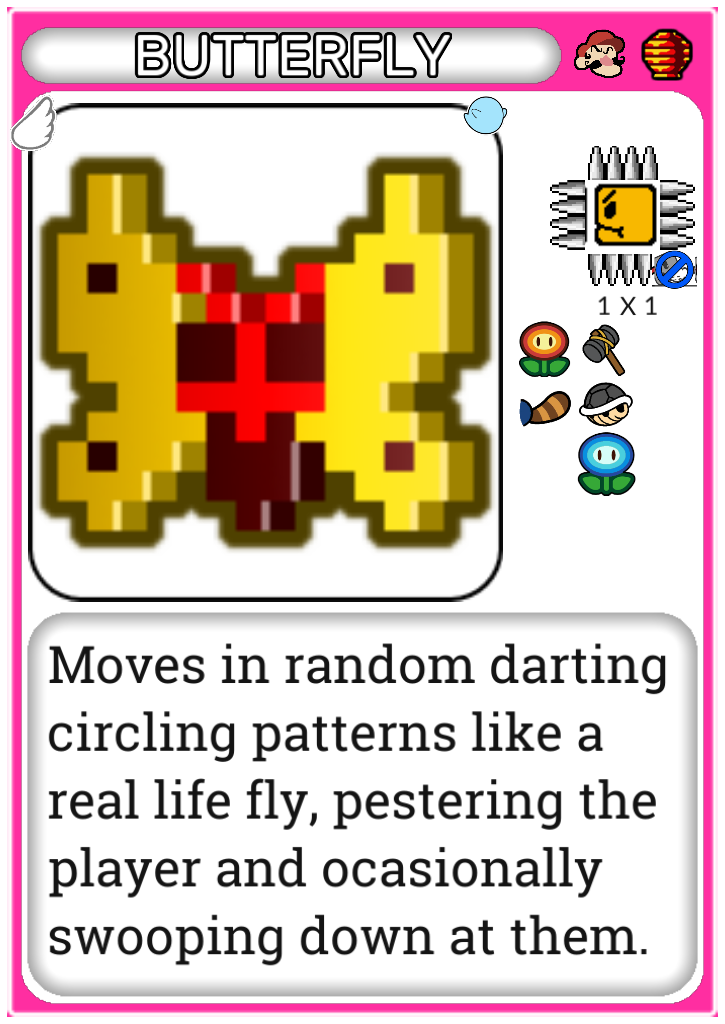 BUTTERFLY
1 X 1
Moves in random darting
circling patterns like a
real life fly, pestering the
player and ocasionally
swooping down at them.